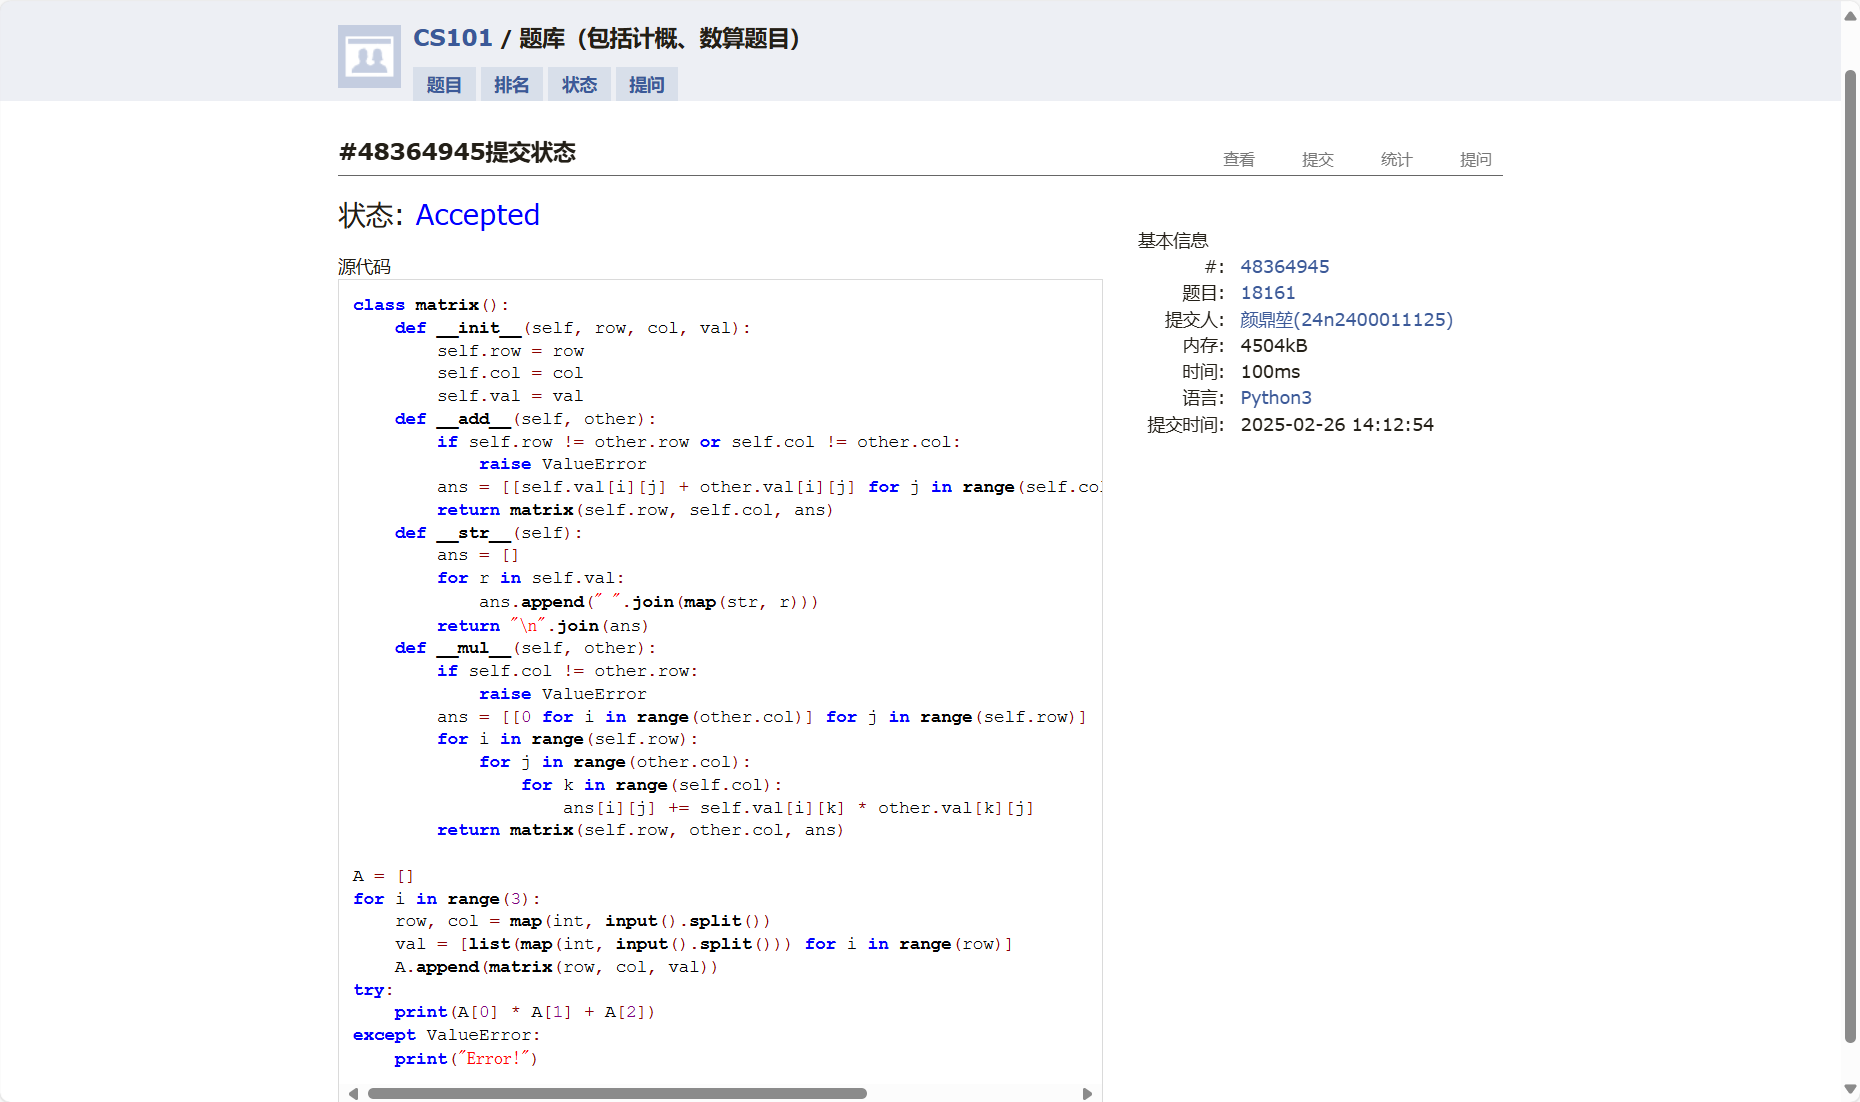 CS101 / 题库（包括计概、数算题目）
题目 排名 状态 提问
#48364945提交状态
查看 提交 统计 提问
状态: Accepted
源代码
class matrix():
    def __init__(self, row, col, val):
        self.row = row
        self.col = col
        self.val = val
    def __add__(self, other):
        if self.row != other.row or self.col != other.col:
            raise ValueError
        ans = [[self.val[i][j] + other.val[i][j] for j in range(self.col
        return matrix(self.row, self.col, ans)
    def __str__(self):
        ans = []
        for r in self.val:
            ans.append(" ".join(map(str, r)))
        return "\n".join(ans)
    def __mul__(self, other):
        if self.col != other.row:
            raise ValueError
        ans = [[0 for i in range(other.col)] for j in range(self.row)]
        for i in range(self.row):
            for j in range(other.col):
                for k in range(self.col):
                    ans[i][j] += self.val[i][k] * other.val[k][j]
        return matrix(self.row, other.col, ans)
A = []
for i in range(3):
    row, col = map(int, input().split())
    val = [list(map(int, input().split())) for i in range(row)]
    A.append(matrix(row, col, val))
try:
    print(A[0] * A[1] + A[2])
except ValueError:
    print("Error!")
基本信息
#: 48364945
题目: 18161
提交人: 颜鼎堃(24n2400011125)
内存: 4504kB
时间: 100ms
语言: Python3
提交时间: 2025-02-26 14:12:54